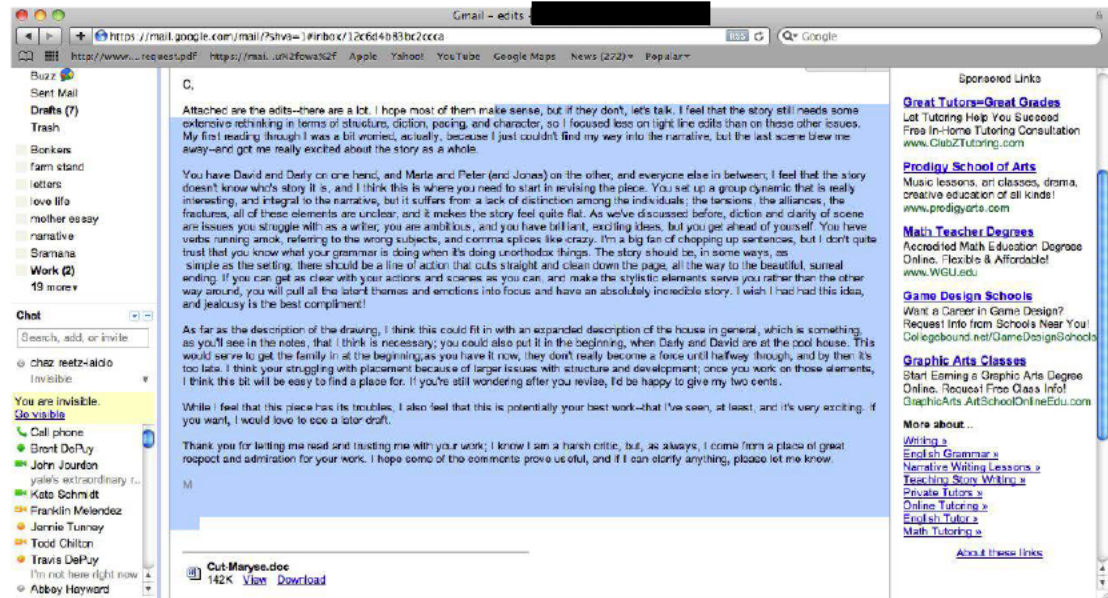 Gmail – edits –
https://mail.google.com/mail/?shva=1#inbox/12c6d4b83bc2ccca
RSS
Google
http://www....request.pdf https://mai...u%2fowa%2f Apple Yahoo! YouTube Google Maps News (272) Popular
Buzz
Sent Mail
Drafts (7)
Trash
Bonkers
farm stand
letters
love life
mother essay
narrative
Sramana
Work (2)
19 more
Chat
Search, add, or invite
chaz reetz-laiolo
Invisible
You are invisible.
Go visible
Call phone
Brent DePuy
John Jourden
yale's extraordinary r...
Kate Schmidt
Franklin Melendez
Jennie Tunney
Todd Chilton
Travis DePuy
I'm not here right now
Abbey Hayward
C,
Attached are the edits--there are a lot. I hope most of them make sense, but if they don't, let's talk. I feel that the story still needs some
extensive rethinking in terms of structure, diction, pacing, and character, so I focused less on tight line edits than on these other issues.
My first reading through I was a bit worried, actually, because I just couldn't find my way into the narrative, but the last scene blew me
away--and got me really excited about the story as a whole.
You have David and Darly on one hand, and Marta and Peter (and Jonas) on the other, and everyone else in between; I feel that the story
doesn't know who's story it is, and I think this is where you need to start in revising the piece. You set up a group dynamic that is really
interesting, and integral to the narrative, but it suffers from a lack of distinction among the individuals; the tensions, the alliances, the
fractures, all of these elements are unclear, and it makes the story feel quite flat. As we've discussed before, diction and clarity of scene
are issues you struggle with as a writer; you are ambitious, and you have brilliant, exciting ideas, but you get ahead of yourself. You have
verbs running amok, referring to the wrong subjects, and comma splices like crazy. I'm a big fan of chopping up sentences, but I don't quite
trust that you know what your grammar is doing when it's doing unorthodox things. The story should be, in some ways, as
simple as the setting; there should be a line of action that cuts straight and clean down the page, all the way to the beautiful, surreal
ending. If you can get as clear with your actions and scenes as you can, and make the stylistic elements serve you rather than the other
way around, you will pull all the latent themes and emotions into focus and have an absolutely incredible story. I wish I had had this idea,
and jealousy is the best compliment!
As far as the description of the drawing, I think this could fit in with an expanded description of the house in general, which is something,
as you'll see in the notes, that I think is necessary; you could also put it in the beginning, when Darly and David are at the pool house. This
would serve to get the family in at the beginning;as you have it now, they don't really become a force until halfway through, and by then it's
too late. I think your struggling with placement because of larger issues with structure and development; once you work on those elements,
I think this bit will be easy to find a place for. If you're still wondering after you revise, I'd be happy to give my two cents.
While I feel that this piece has its troubles, I also feel that this is potentially your best work--that I've seen, at least, and it's very exciting. If
you want, I would love to see a later draft.
Thank you for letting me read and trusting me with your work; I know I am a harsh critic, but, as always, I come from a place of great
respect and admiration for your work. I hope some of the comments prove useful, and if I can clarify anything, please let me know.
M
Cut-Maryse.doc
142K View Download
Sponsored Links
Great Tutors=Great Grades
Let Tutoring Help You Succeed
Free In-Home Tutoring Consultation
www.ClubZTutoring.com
Prodigy School of Arts
Music lessons, art classes, drama,
creative education of all kinds!
www.prodigyarts.com
Math Teacher Degrees
Accredited Math Education Degrees
Online. Flexible & Affordable!
www.WGU.edu
Game Design Schools
Want a Career in Game Design?
Request Info from Schools Near You!
Collegebound.net/GameDesignSchools
Graphic Arts Classes
Start Earning a Graphic Arts Degree
Online. Request Free Class Info!
GraphicArts.ArtSchoolOnlineEdu.com
More about...
Writing »
English Grammar »
Narrative Writing Lessons »
Teaching Story Writing »
Private Tutors »
Online Tutoring »
English Tutor »
Math Tutoring »
About these links